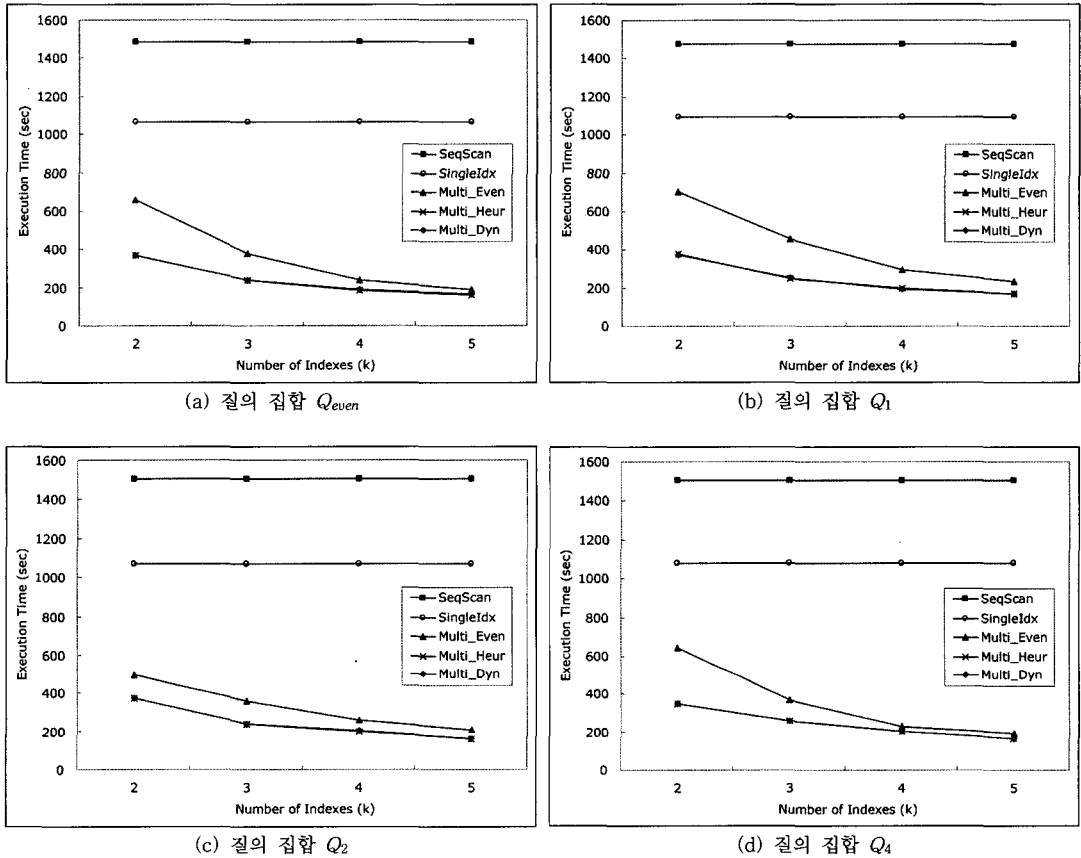 1600
1400
1200
1000
800
600
400
200
0
Execution Time (sec)
SeqScan
SingleIdx
Multi_Even
Multi_Heur
Multi_Dyn
2 3 4 5
Number of Indexes (k)
(a) 질의 집합 Qeven
1600
1400
1200
1000
800
600
400
200
0
Execution Time (sec)
SeqScan
SingleIdx
Multi_Even
Multi_Heur
Multi_Dyn
2 3 4 5
Number of Indexes (k)
(b) 질의 집합 Q1
1600
1400
1200
1000
800
600
400
200
0
Execution Time (sec)
SeqScan
SingleIdx
Multi_Even
Multi_Heur
Multi_Dyn
2 3 4 5
Number of Indexes (k)
(c) 질의 집합 Q2
1600
1400
1200
1000
800
600
400
200
0
Execution Time (sec)
SeqScan
SingleIdx
Multi_Even
Multi_Heur
Multi_Dyn
2 3 4 5
Number of Indexes (k)
(d) 질의 집합 Q4